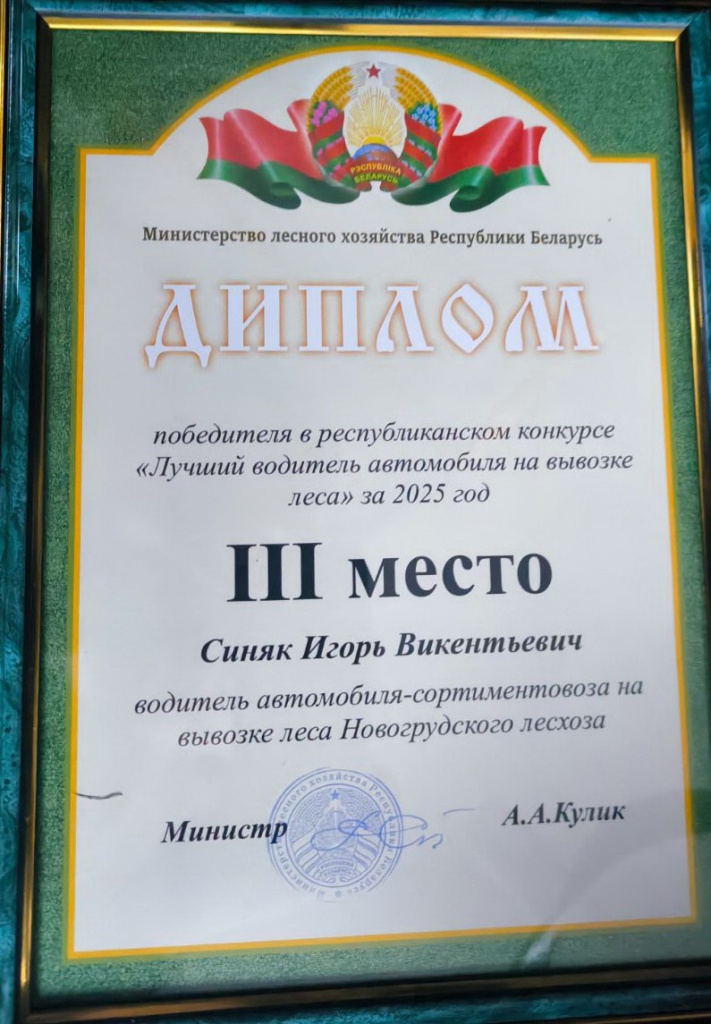 РЭСПУБЛІКА
БЕЛАРУСЬ
Министерство лесного хозяйства Республики Беларусь
ДИПЛОМ
победителя в республиканском конкурсе
«Лучший водитель автомобиля на вывозке
леса» за 2025 год
III место
Синяк Игорь Викентьевич
водитель автомобиля-сортиментовоза на
вывозке леса Новогрудского лесхоза
Министр
А.А.Кулик